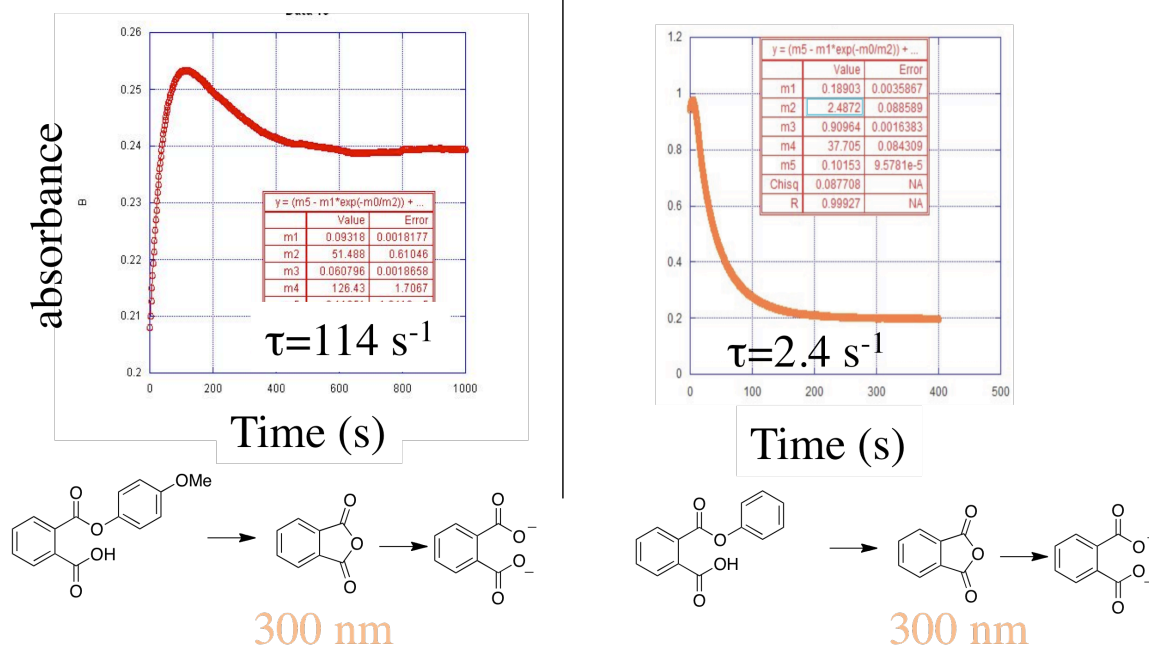 0.26
0.25
0.24
0.23
0.22
0.21
0.2
absorbance
B
y = (m5 - m1*exp(-m0/m2)) + ...
Value Error
m1 0.09318 0.0018177
m2 51.488 0.61046
m3 0.060796 0.0018658
m4 126.43 1.7067
τ=114 s-1
0 200 400 600 800 1000
Time (s)
1.2
1
0.8
0.6
0.4
0.2
0
y = (m5 - m1*exp(-m0/m2)) + ...
Value Error
m1 0.18903 0.0035867
m2 2.4872 0.088589
m3 0.90964 0.0016383
m4 37.705 0.084309
m5 0.10153 9.5781e-5
Chisq 0.087708 NA
R 0.99927 NA
τ=2.4 s-1
0 100 200 300 400 500
Time (s)
O
OMe
O
OH
O
O
O
O
O
O−
O−
O
300 nm
O
O
OH
O
O
O
O
O
O-
O-
O
300 nm